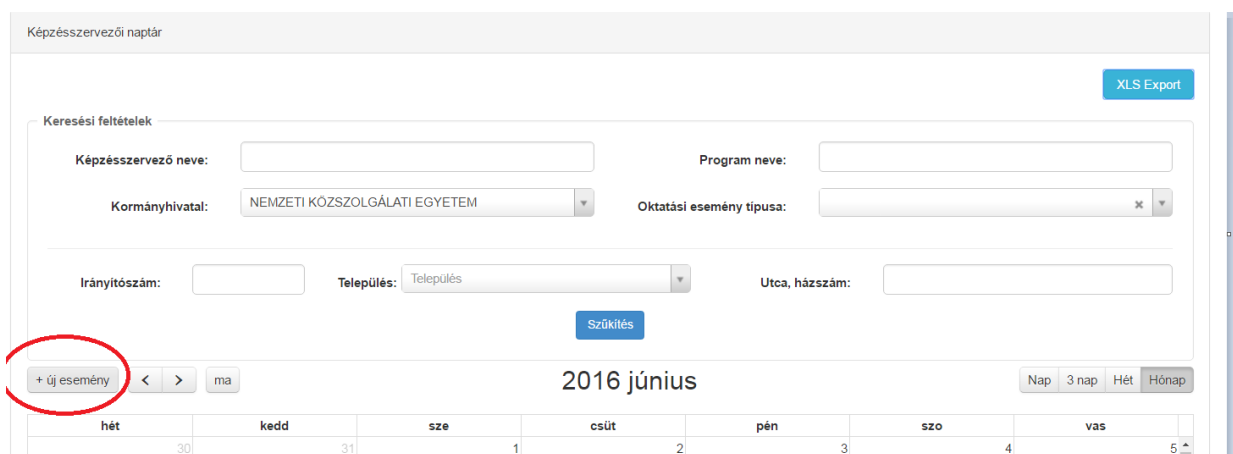 Képzésszervezői naptár
XLS Export
Keresési feltételek
Képzésszervező neve: Program neve:
Kormányhivatal: NEMZETI KÖZSZOLGÁLATI EGYETEM Oktatási esemény típusa:
Irányítószám: Település: Település Utca, házszám:
Szűkítés
+ új esemény < > ma 2016 június Nap 3 nap Hét Hónap
hét kedd sze csüt pén szo vas
30 31 1 2 3 4 5